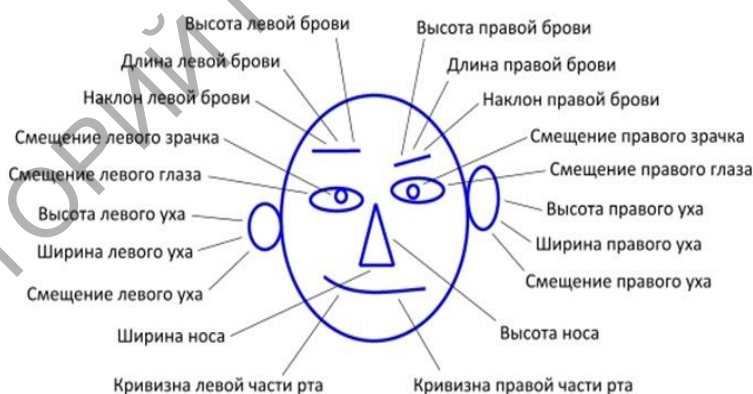 Высота левой брови
Высота правой брови
Длина левой брови
Длина правой брови
Наклон левой брови
Наклон правой брови
Смещение левого зрачка
Смещение правого зрачка
Смещение левого глаза
Смещение правого глаза
Высота левого уха
Высота правого уха
Ширина левого уха
Ширина правого уха
Смещение левого уха
Смещение правого уха
Ширина носа
Высота носа
Кривизна левой части рта
Кривизна правой части рта
ТОРИЙ